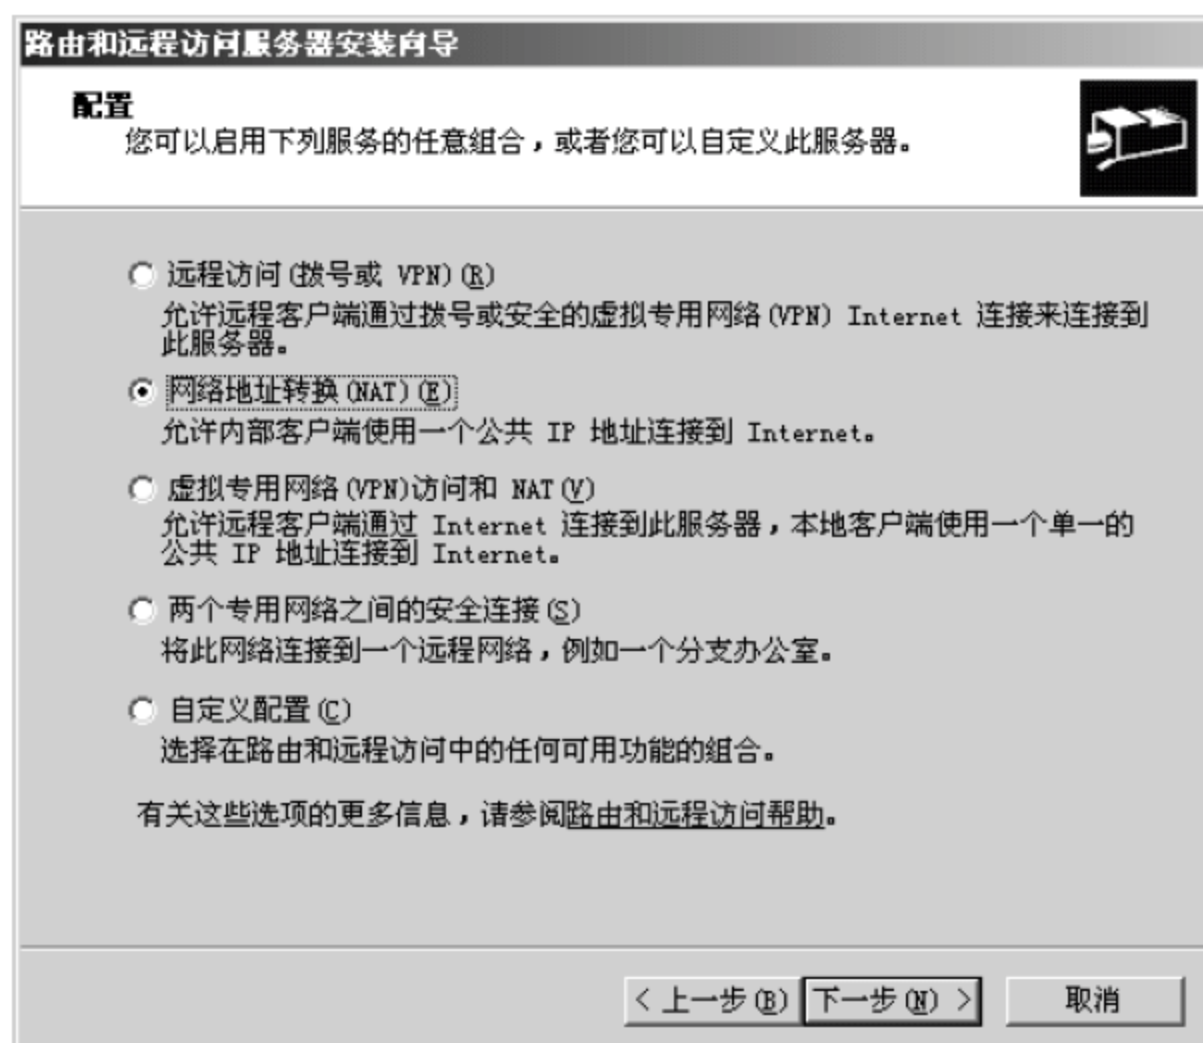 路由和远程访问服务器安装向导
配置
您可以启用下列服务的任意组合，或者您可以自定义此服务器。
远程访问(拨号或 VPN)(R)
允许远程客户端通过拨号或安全的虚拟专用网络(VPN) Internet 连接来连接到
此服务器。
网络地址转换(NAT)(E)
允许内部客户端使用一个公共 IP 地址连接到 Internet。
虚拟专用网络(VPN)访问和 NAT(V)
允许远程客户端通过 Internet 连接到此服务器，本地客户端使用一个单一的
公共 IP 地址连接到 Internet。
两个专用网络之间的安全连接(S)
将此网络连接到一个远程网络，例如一个分支办公室。
自定义配置(C)
选择在路由和远程访问中的任何可用功能的组合。
有关这些选项的更多信息，请参阅路由和远程访问帮助。
< 上一步(B) 下一步(N) > 取消